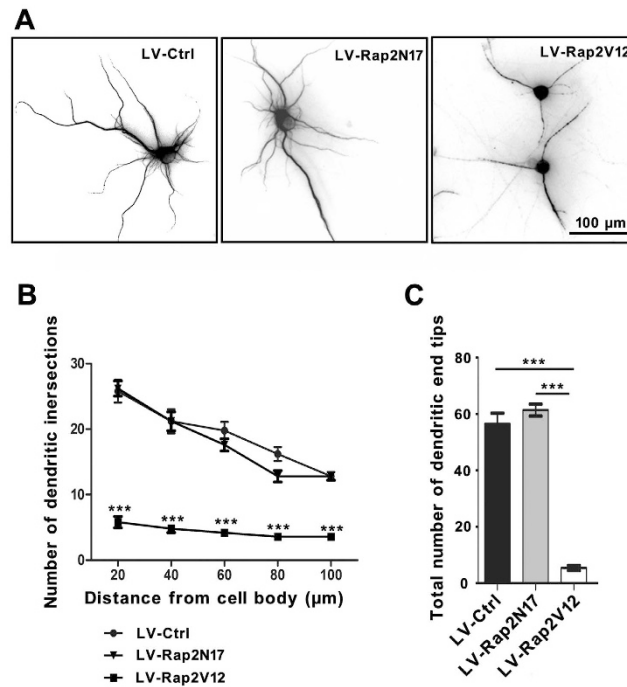 A
LV-Ctrl
LV-Rap2N17
LV-Rap2V12
100 µm
B
Number of dendritic inersections
30
20
10
0
*** *** *** *** ***
20 40 60 80 100
Distance from cell body (µm)
LV-Ctrl
LV-Rap2N17
LV-Rap2V12
C
Total number of dendritic end tips
80
60
40
20
0
***
***
LV-Ctrl
LV-Rap2N17
LV-Rap2V12